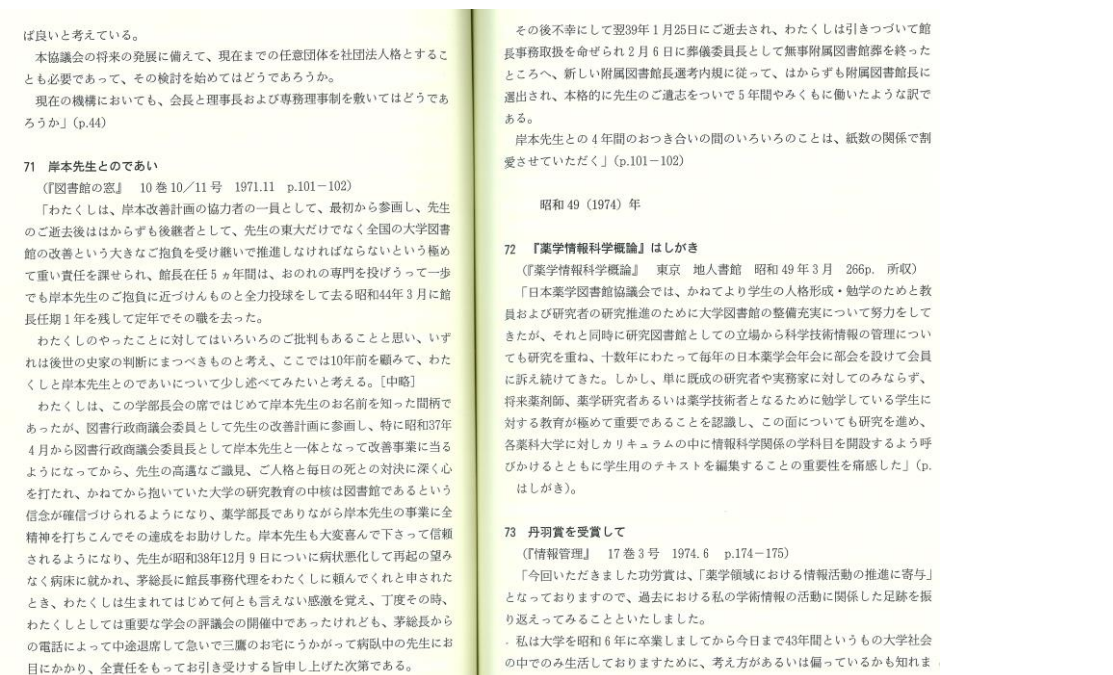 ば良いと考えている。
本協議会の将来の発展に備えて、現在までの任意団体を社団法人格とするこ
とも必要であって、その検討を始めてはどうであろうか。
現在の機構においても、会長と理事長および専務理事制を敷いてはどうであ
ろうか」(p.44)
71 岸本先生とのであい
(『図書館の窓』 10巻10/11号 1971.11 p.101-102)
「わたくしは、岸本改善計画の協力者の一員として、最初から参画し、先生
のご逝去後ははからずも後継者として、先生の東大だけでなく全国の大学図書
館の改善という大きなご抱負を受け継いで推進しなければならないという極め
て重い責任を課せられ、館長在任5ヵ年間は、おのれの専門を投げうって一歩
でも岸本先生のご抱負に近づけんものと全力投球をして去る昭和44年3月に館
長任期1年を残して定年でその職を去った。
わたくしのやったことに対してはいろいろのご批判もあることと思い、いず
れは後世の史家の判断にまつべきものと考え、ここでは10年前を顧みて、わた
くしと岸本先生とのであいについて少し述べてみたいと考える。[中略]
わたくしは、この学部長会の席ではじめて岸本先生のお名前を知った間柄で
あったが、図書行政商議会委員として先生の改善計画に参画し、特に昭和37年
4月から図書行政商議会委員長として岸本先生と一体となって改善事業に当る
ようになってから、先生の高邁なご識見、ご人格と毎日の死との対決に深く心
を打たれ、かねてから抱いていた大学の研究教育の中核は図書館であるという
信念が確信づけられるようになり、薬学部長でありながら岸本先生の事業に全
精神を打ちこんでその達成をお助けした。岸本先生も大変喜んで下さって信頼
されるようになり、先生が昭和38年12月9日についに病状悪化して再起の望み
なく病床に就かれ、茅総長に館長事務代理をわたくしに頼んでくれと申された
とき、わたくしは生まれてはじめて何とも言えない感激を覚え、丁度その時、
わたくしとしては重要な学会の評議会の開催中であったけれども、茅総長から
の電話によって中途退席して急いで三鷹のお宅にうかがって病臥中の先生にお
目にかかり、全責任をもってお引き受けする旨申し上げた次第である。
その後不幸にして翌39年1月25日にご逝去され、わたくしは引きつづいて館
長事務取扱を命ぜられ2月6日に葬儀委員長として無事附属図書館葬を終った
ところへ、新しい附属図書館長選考内規に従って、はからずも附属図書館長に
選出され、本格的に先生のご遺志をついで5年間やみくもに働いたような訳で
ある。
岸本先生との4年間のおつき合いの間のいろいろのことは、紙数の関係で割
愛させていただく」(p.101-102)
昭和49(1974)年
72 『薬学情報科学概論』はしがき
(『薬学情報科学概論』 東京 地人書館 昭和49年3月 266p. 所収)
「日本薬学図書館協議会では、かねてより学生の人格形成・勉学のためと教
員および研究者の研究推進のために大学図書館の整備充実について努力をして
きたが、それと同時に研究図書館としての立場から科学技術情報の管理につい
ても研究を重ね、十数年にわたって毎年の日本薬学会年会に部会を設けて会員
に訴え続けてきた。しかし、単に既成の研究者や実務家に対してのみならず、
将来薬剤師、薬学研究者あるいは薬学技術者となるために勉学している学生に
対する教育が極めて重要であることを認識し、この面についても研究を進め、
各薬科大学に対しカリキュラムの中に情報科学関係の学科目を開設するよう呼
びかけるとともに学生用のテキストを編集することの重要性を痛感した」(p.
はしがき)。
73 丹羽賞を受賞して
(『情報管理』 17巻3号 1974.6 p.174-175)
「今回いただきました功労賞は、「薬学領域における情報活動の推進に寄与」
となっておりますので、過去における私の学術情報の活動に関係した足跡を振
り返えってみることといたしました。
私は大学を昭和6年に卒業しましてから今日まで43年間というもの大学社会
の中でのみ生活しておりますために、考え方があるいは偏っているかも知れま